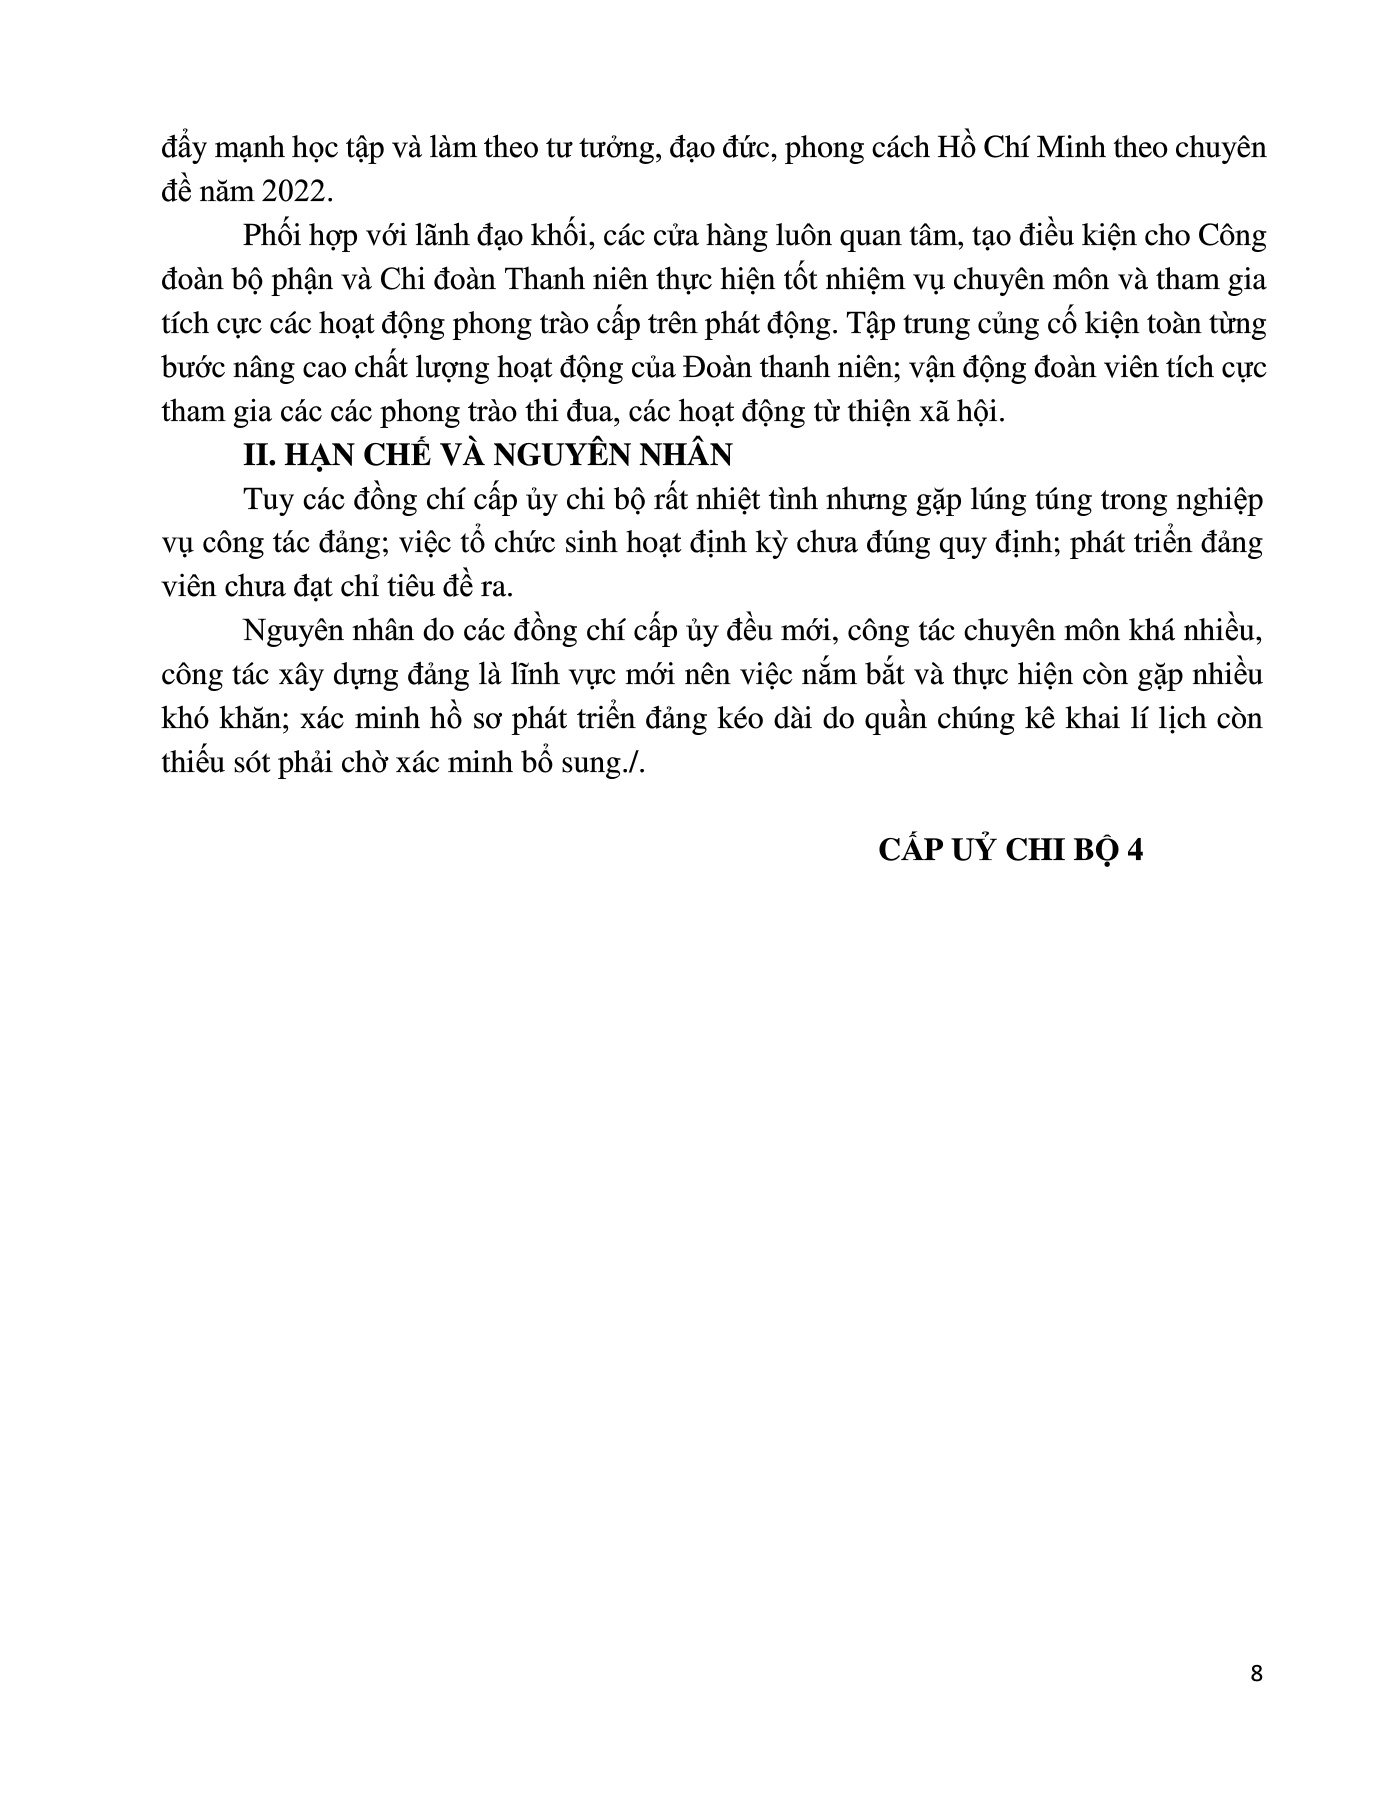 đẩy mạnh học tập và làm theo tư tưởng, đạo đức, phong cách Hồ Chí Minh theo chuyên
đề năm 2022.
Phối hợp với lãnh đạo khối, các cửa hàng luôn quan tâm, tạo điều kiện cho Công
đoàn bộ phận và Chi đoàn Thanh niên thực hiện tốt nhiệm vụ chuyên môn và tham gia
tích cực các hoạt động phong trào cấp trên phát động. Tập trung củng cố kiện toàn từng
bước nâng cao chất lượng hoạt động của Đoàn thanh niên; vận động đoàn viên tích cực
tham gia các các phong trào thi đua, các hoạt động từ thiện xã hội.
II. HẠN CHẾ VÀ NGUYÊN NHÂN
Tuy các đồng chí cấp ủy chi bộ rất nhiệt tình nhưng gặp lúng túng trong nghiệp
vụ công tác đảng; việc tổ chức sinh hoạt định kỳ chưa đúng quy định; phát triển đảng
viên chưa đạt chỉ tiêu đề ra.
Nguyên nhân do các đồng chí cấp ủy đều mới, công tác chuyên môn khá nhiều,
công tác xây dựng đảng là lĩnh vực mới nên việc nắm bắt và thực hiện còn gặp nhiều
khó khăn; xác minh hồ sơ phát triển đảng kéo dài do quần chúng kê khai lí lịch còn
thiếu sót phải chờ xác minh bổ sung./.
CẤP UỶ CHI BỘ 4
8